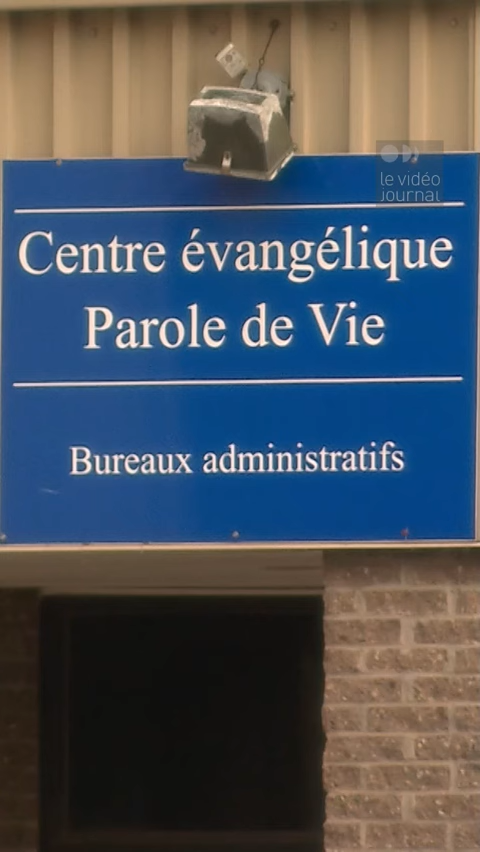 le vidéo
journal
Centre évangélique
Parole de Vie
Bureaux administratifs